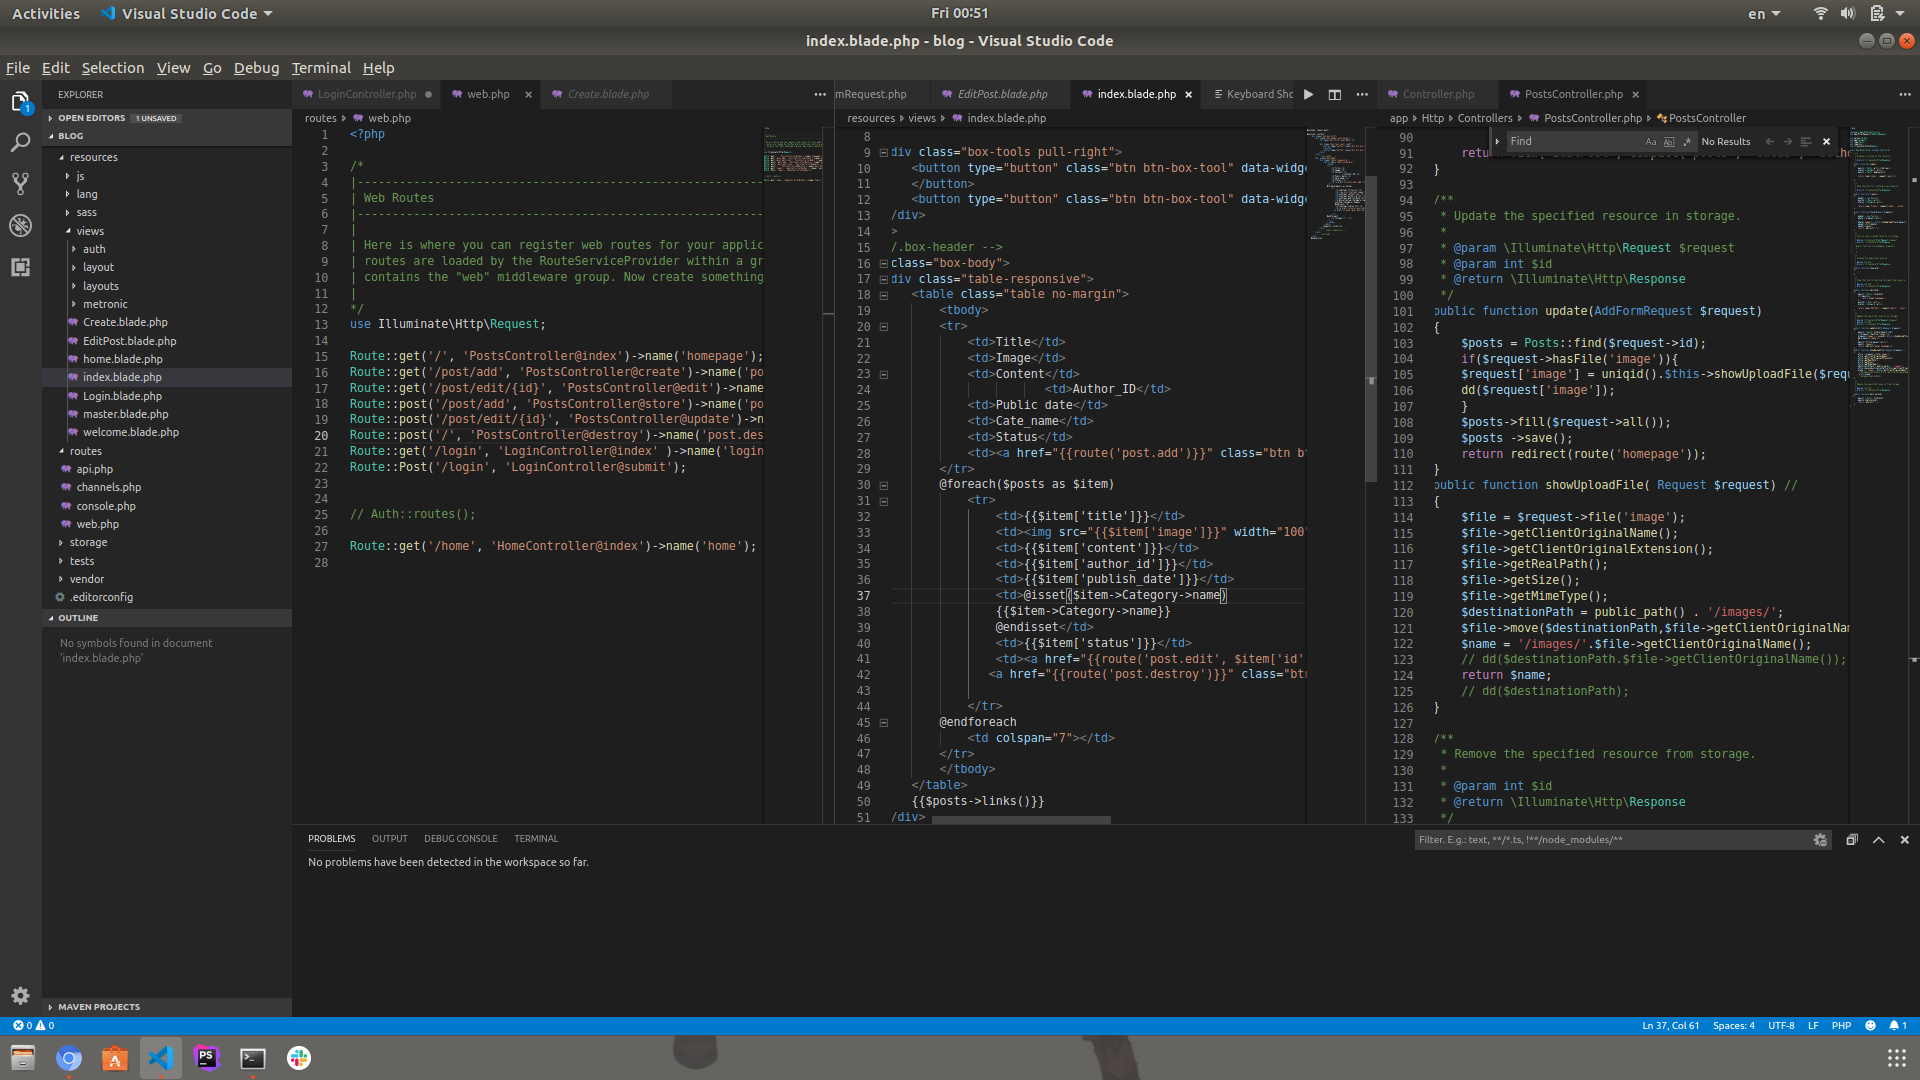 Activities
Visual Studio Code
Fri 00:51
en
index.blade.php - blog - Visual Studio Code
File Edit Selection View Go Debug Terminal Help
EXPLORER
OPEN EDITORS 1 UNSAVED
BLOG
resources
js
lang
sass
views
auth
layout
layouts
metronic
Create.blade.php
EditPost.blade.php
home.blade.php
index.blade.php
Login.blade.php
master.blade.php
welcome.blade.php
routes
api.php
channels.php
console.php
web.php
storage
tests
vendor
.editorconfig
OUTLINE
No symbols found in document
'index.blade.php'
MAVEN PROJECTS
LoginController.php web.php Create.blade.php
routes web.php
1 <?php
2
3 /*
4 |----------------------------------------------------------
5 | Web Routes
6 |----------------------------------------------------------
7 |
8 | Here is where you can register web routes for your applic
9 | routes are loaded by the RouteServiceProvider within a gr
10 | contains the "web" middleware group. Now create something
11 |
12 */
13 use Illuminate\Http\Request;
14
15 Route::get('/', 'PostsController@index')->name('homepage');
16 Route::get('/post/add', 'PostsController@create')->name('po
17 Route::get('/post/edit/{id}', 'PostsController@edit')->name
18 Route::post('/post/add', 'PostsController@store')->name('po
19 Route::post('/post/edit/{id}', 'PostsController@update')->n
20 Route::post('/', 'PostsController@destroy')->name('post.des
21 Route::get('/login', 'LoginController@index' )->name('login
22 Route::Post('/login', 'LoginController@submit');
23
24
25 // Auth::routes();
26
27 Route::get('/home', 'HomeController@index')->name('home');
28
mRequest.php EditPost.blade.php index.blade.php Keyboard Sho
resources views index.blade.php
8
9 div class="box-tools pull-right">
10 <button type="button" class="btn btn-box-tool" data-widge
11 </button>
12 <button type="button" class="btn btn-box-tool" data-widge
13 /div>
14 >
15 /.box-header -->
16 class="box-body">
17 div class="table-responsive">
18 <table class="table no-margin">
19 <tbody>
20 <tr>
21 <td>Title</td>
22 <td>Image</td>
23 <td>Content</td>
24 <td>Author_ID</td>
25 <td>Public date</td>
26 <td>Cate_name</td>
27 <td>Status</td>
28 <td><a href="{{route('post.add')}}" class="btn bt
29 </tr>
30 @foreach($posts as $item)
31 <tr>
32 <td>{{$item['title']}}</td>
33 <td><img src="{{$item['image']}}" width="100"
34 <td>{{$item['content']}}</td>
35 <td>{{$item['author_id']}}</td>
36 <td>{{$item['publish_date']}}</td>
37 <td>@isset($item->Category->name)
38 {{$item->Category->name}}
39 @endisset</td>
40 <td>{{$item['status']}}</td>
41 <td><a href="{{route('post.edit', $item['id'
42 <a href="{{route('post.destroy')}}" class="btn
43
44 </tr>
45 @endforeach
46 <td colspan="7"></td>
47 </tr>
48 </tbody>
49 </table>
50 {{$posts->links()}}
51 /div>
Controller.php PostsController.php
app Http Controllers PostsController.php PostsController
Find Aa No Results
90
91 retu
92 }
93
94 /**
95 * Update the specified resource in storage.
96 *
97 * @param \Illuminate\Http\Request $request
98 * @param int $id
99 * @return \Illuminate\Http\Response
100 */
101 public function update(AddFormRequest $request)
102 {
103 $posts = Posts::find($request->id);
104 if($request->hasFile('image')){
105 $request['image'] = uniqid().$this->showUploadFile($requ
106 dd($request['image']);
107 }
108 $posts->fill($request->all());
109 $posts ->save();
110 return redirect(route('homepage'));
111 }
112 public function showUploadFile( Request $request) //
113 {
114 $file = $request->file('image');
115 $file->getClientOriginalName();
116 $file->getClientOriginalExtension();
117 $file->getRealPath();
118 $file->getSize();
119 $file->getMimeType();
120 $destinationPath = public_path() . '/images/';
121 $file->move($destinationPath,$file->getClientOriginalNam
122 $name = '/images/'.$file->getClientOriginalName();
123 // dd($destinationPath.$file->getClientOriginalName());
124 return $name;
125 // dd($destinationPath);
126 }
127
128 /**
129 * Remove the specified resource from storage.
130 *
131 * @param int $id
132 * @return \Illuminate\Http\Response
133 */
PROBLEMS OUTPUT DEBUG CONSOLE TERMINAL
Filter. E.g.: text, **/*.ts, !**/node_modules/**
No problems have been detected in the workspace so far.
0 0
Ln 37, Col 61 Spaces: 4 UTF-8 LF PHP 1